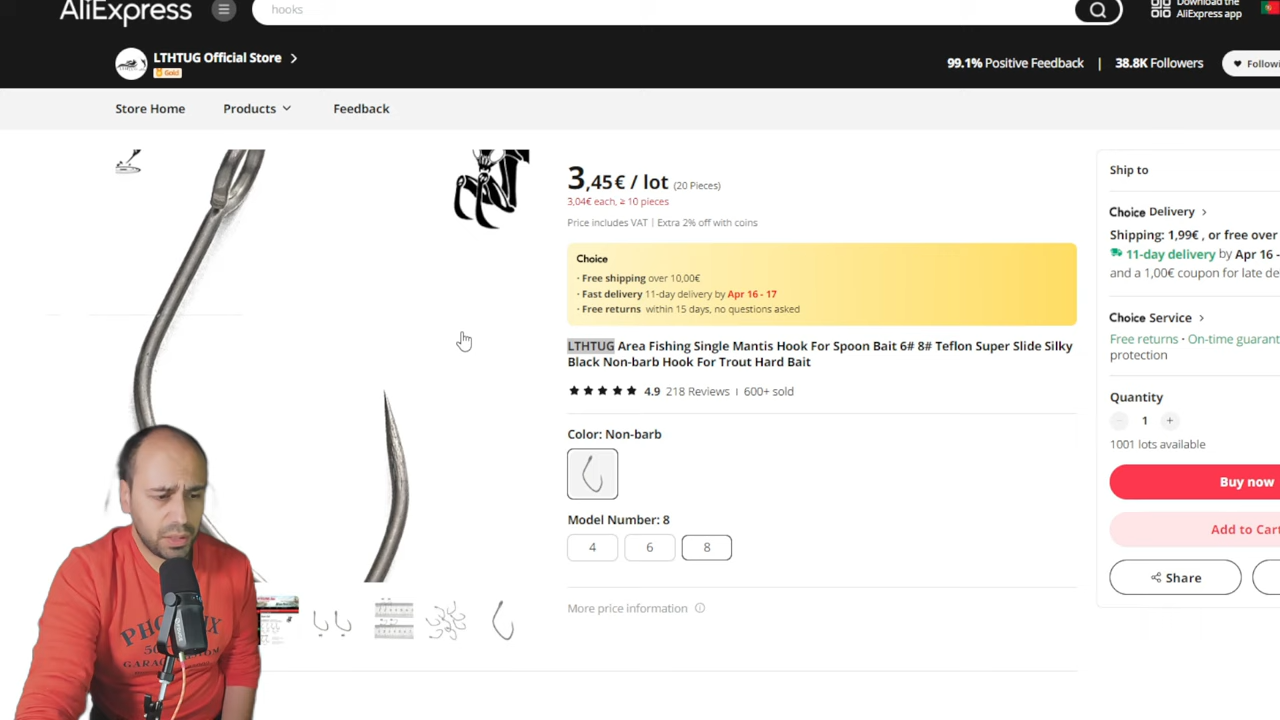 AliExpress
hooks
Download the
AliExpress app
LTHTUG Official Store
Gold
99.1% Positive Feedback | 38.8K Followers
Store Home
Products
Feedback
3,45€ / lot (20 Pieces)
3,04€ each, ≥ 10 pieces
Price includes VAT | Extra 2% off with coins
Choice
· Free shipping over 10,00€
· Fast delivery 11-day delivery by Apr 16 - 17
· Free returns within 15 days, no questions asked
LTHTUG Area Fishing Single Mantis Hook For Spoon Bait 6# 8# Teflon Super Slide Silky
Black Non-barb Hook For Trout Hard Bait
4.9 218 Reviews | 600+ sold
Color: Non-barb
Model Number: 8
4
6
8
More price information
Ship to
Choice Delivery
Shipping: 1,99€ , or free over
11-day delivery by Apr 16 -
and a 1,00€ coupon for late de
Choice Service
Free returns · On-time guarant
protection
Quantity
1
1001 lots available
Buy now
Add to Cart
Share